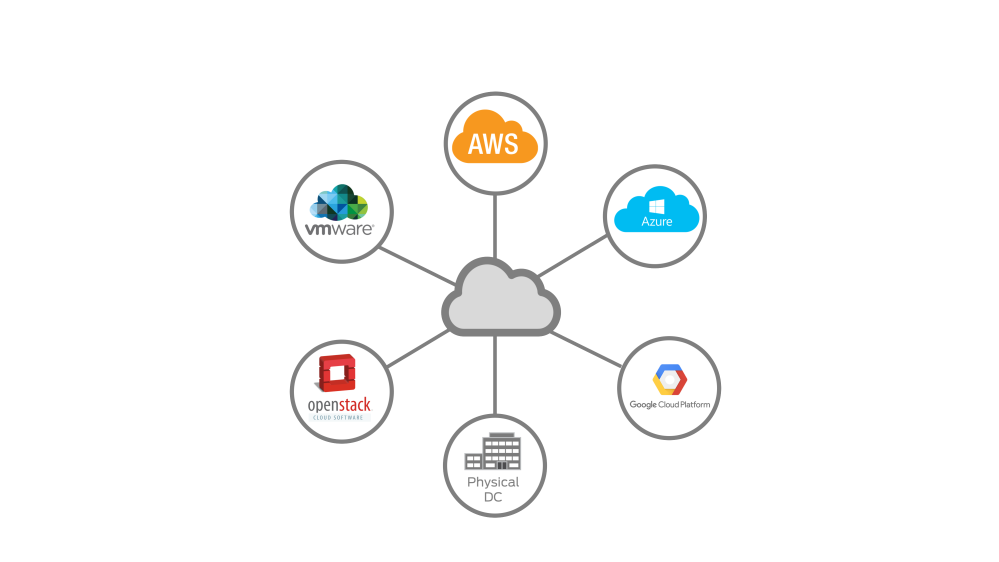 AWS
vmware®
Azure
openstack
CLOUD SOFTWARE
Google Cloud Platform
Physical
DC